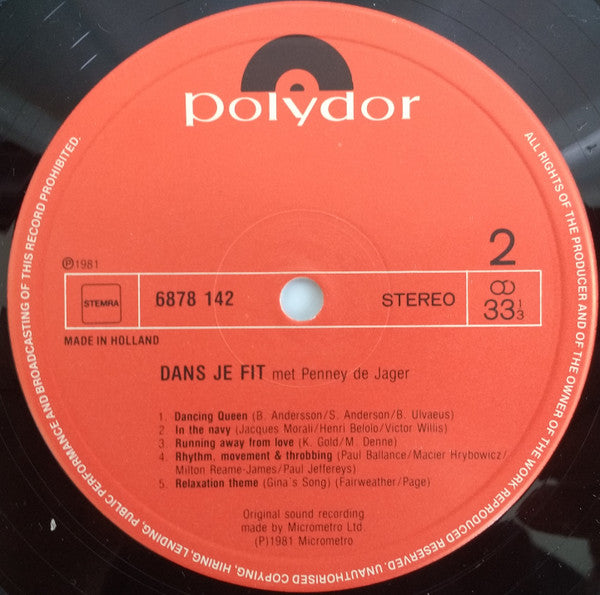 polydor
ALL RIGHTS OF THE PRODUCER AND OF THE OWNER OF THE WORK REPRODUCED RESERVED. UNAUTHORISED COPYING, HIRING, LENDING, PUBLIC PERFORMANCE AND BROADCASTING OF THIS RECORD PROHIBITED.
2
℗1981
STEMRA
6878 142
STEREO
33 1/3
MADE IN HOLLAND
DANS JE FIT met Penney de Jager
1. Dancing Queen (B. Andersson/S. Anderson/B. Ulvaeus)
2. In the navy (Jacques Morali/Henri Belolo/Victor Willis)
3. Running away from love (K. Gold/M. Denne)
4. Rhythm, movement & throbbing (Paul Ballance/Macier Hrybowicz/
Milton Reame-James/Paul Jeffereys)
5. Relaxation theme (Gina's Song) (Fairweather/Page)
Original sound recording
made by Micrometro Ltd.
(P)1981 Micrometro